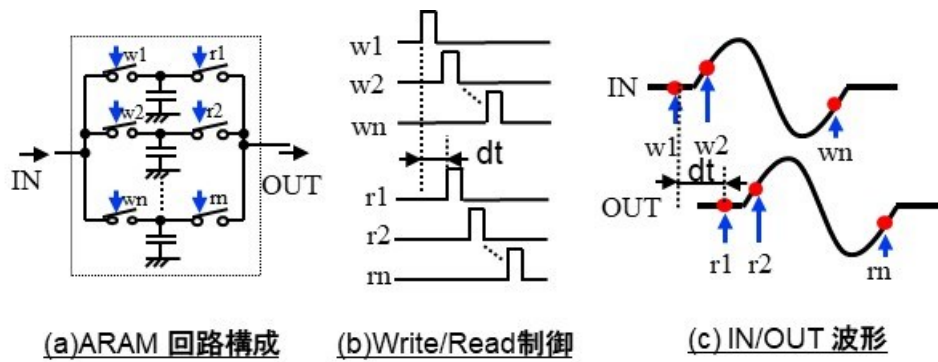 w1 r1
w2 r2
IN OUT
wn rn
w1
w2
wn
dt
r1
r2
rn
IN
w1 w2 wn
dt
OUT
r1 r2 rn
(a)ARAM 回路構成 (b)Write/Read制御 (c) IN/OUT 波形